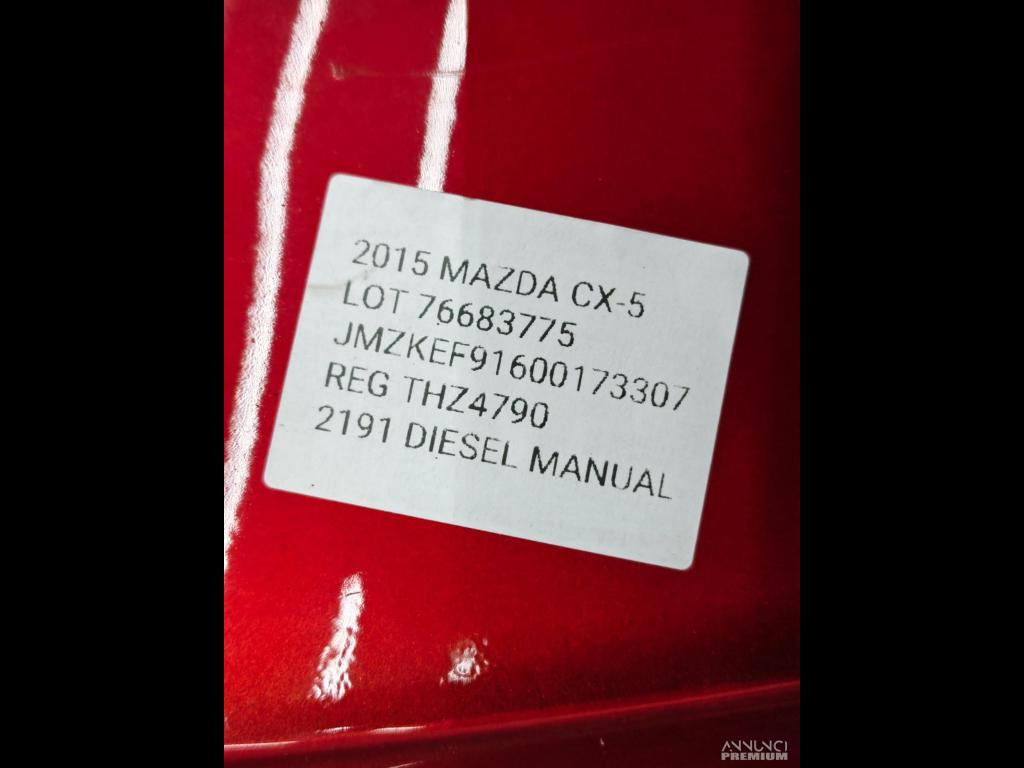 2015 MAZDA CX-5
LOT 76683775
JMZKEF91600173307
REG THZ4790
2191 DIESEL MANUAL
ANNUNCI
PREMIUM